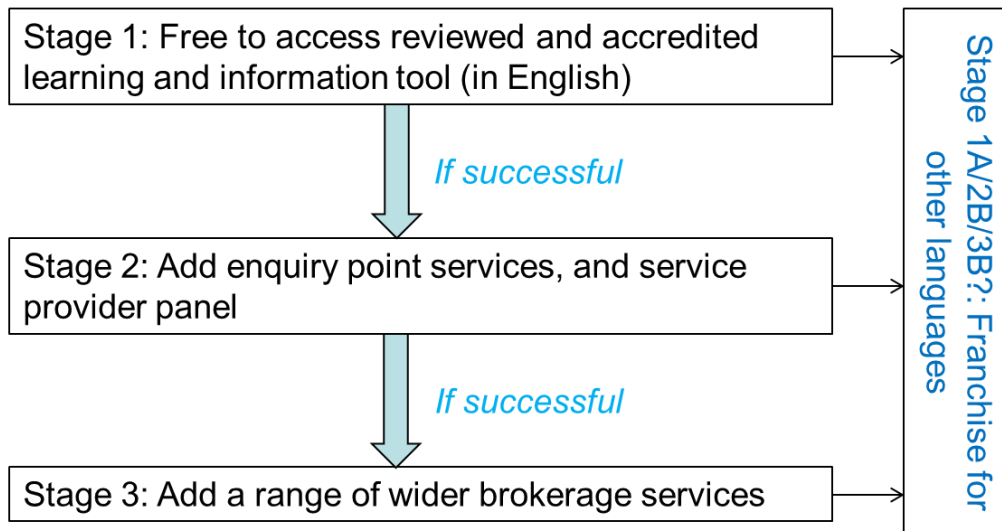 Stage 1: Free to access reviewed and accredited
learning and information tool (in English)
If successful
Stage 2: Add enquiry point services, and service
provider panel
If successful
Stage 3: Add a range of wider brokerage services
Stage 1A/2B/3B?: Franchise for
other languages